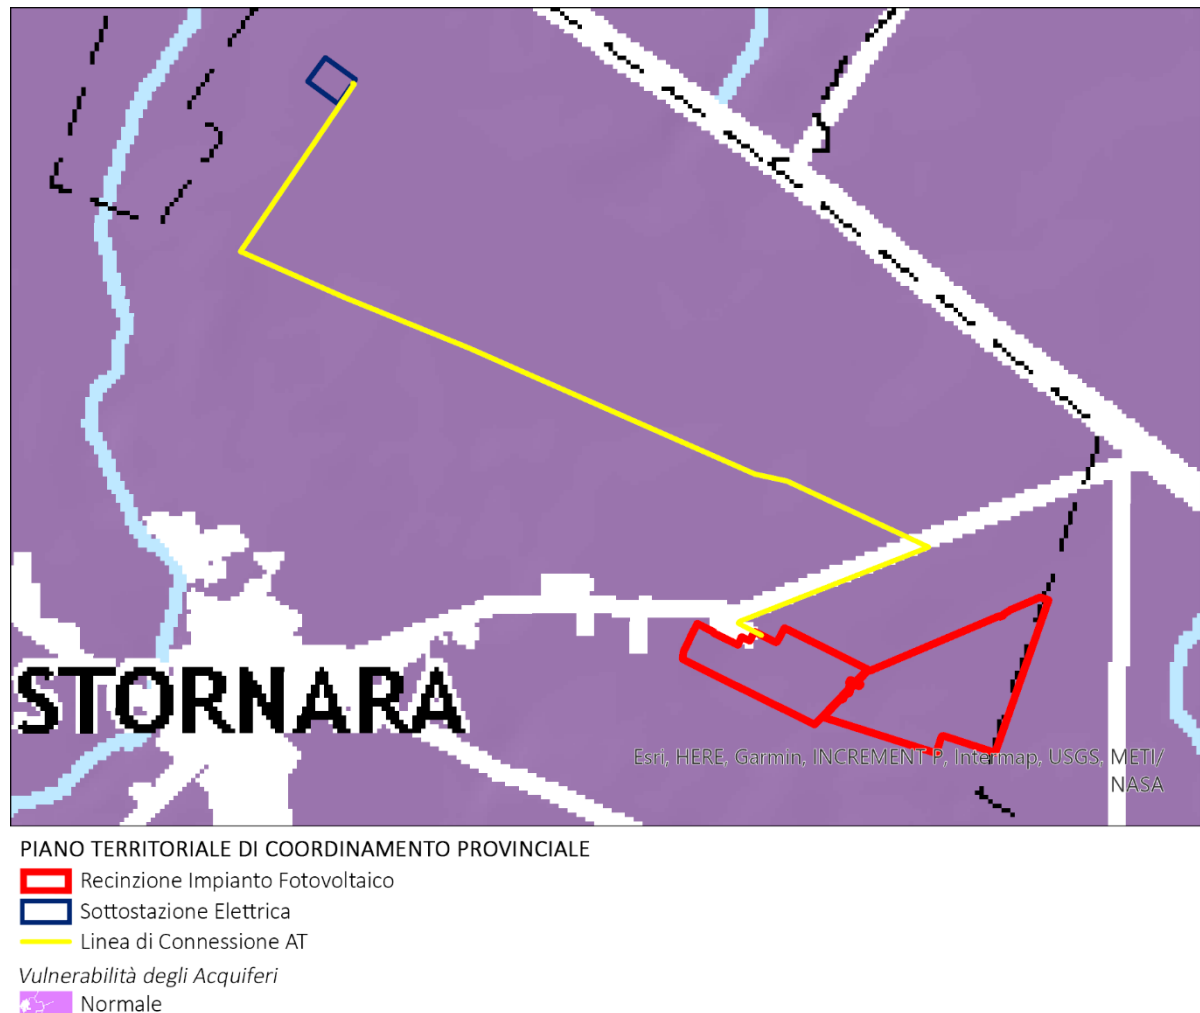 STORNARA
Esri, HERE, Garmin, INCREMENT P, Intermap, USGS, METI/
NASA
PIANO TERRITORIALE DI COORDINAMENTO PROVINCIALE
Recinzione Impianto Fotovoltaico
Sottostazione Elettrica
Linea di Connessione AT
Vulnerabilità degli Acquiferi
Normale